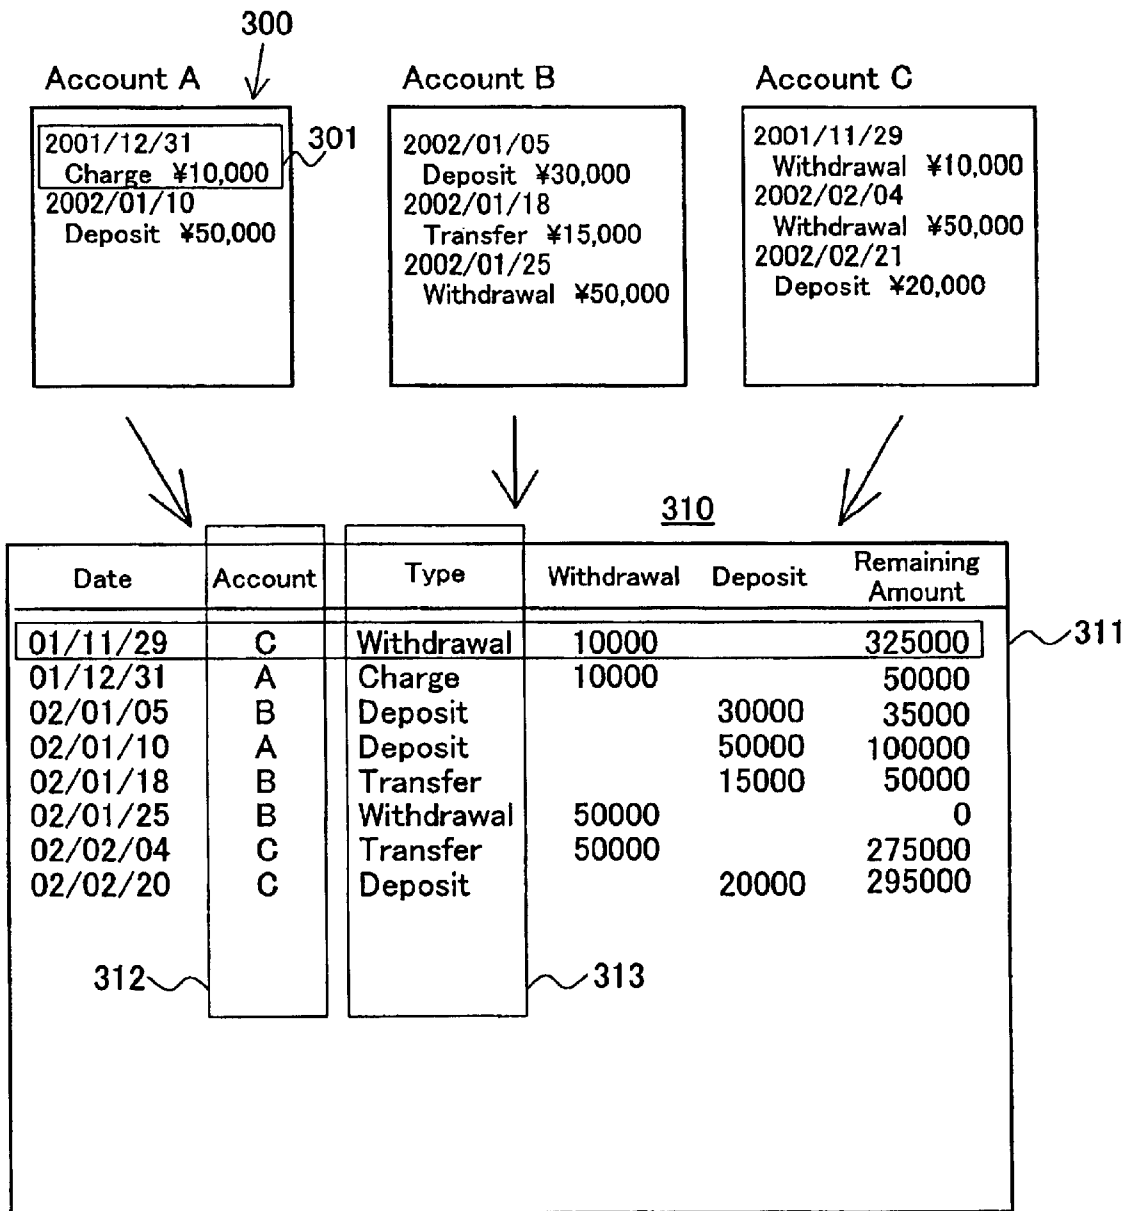 300
Account A
2001/12/31
Charge ¥10,000
2002/01/10
Deposit ¥50,000
301
Account B
2002/01/05
Deposit ¥30,000
2002/01/18
Transfer ¥15,000
2002/01/25
Withdrawal ¥50,000
Account C
2001/11/29
Withdrawal ¥10,000
2002/02/04
Withdrawal ¥50,000
2002/02/21
Deposit ¥20,000
310
Date Account Type Withdrawal Deposit Remaining Amount
01/11/29 C Withdrawal 10000 325000
311
01/12/31 A Charge 10000 50000
02/01/05 B Deposit 30000 35000
02/01/10 A Deposit 50000 100000
02/01/18 B Transfer 15000 50000
02/01/25 B Withdrawal 50000 0
02/02/04 C Transfer 50000 275000
02/02/20 C Deposit 20000 295000
312
313